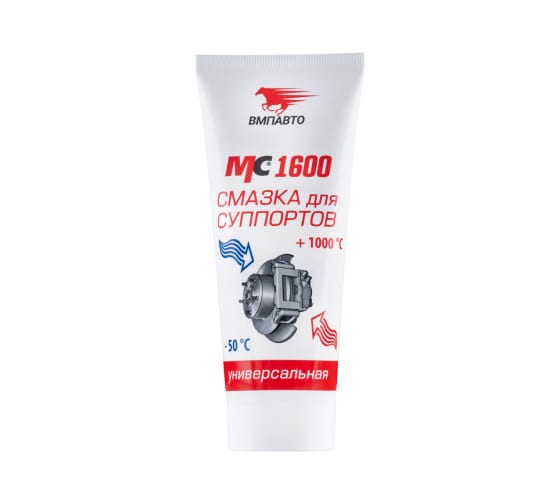 ВМПАВТО
МС 1600
СМАЗКА для
СУППОРТОВ
+ 1000 °C
- 50 °C
универсальная